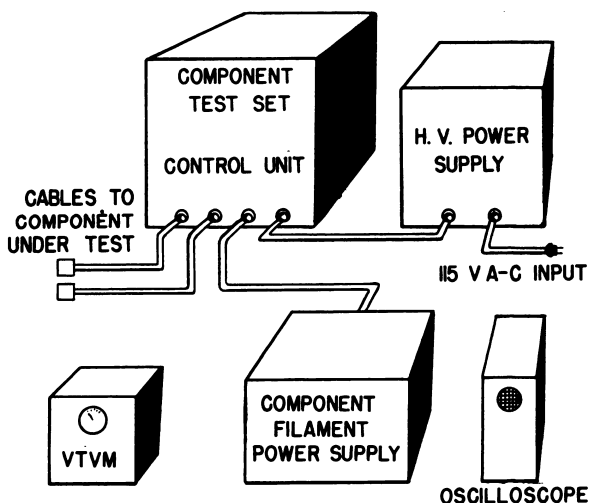 COMPONENT
TEST SET
CONTROL UNIT
H. V. POWER
SUPPLY
CABLES TO
COMPONENT
UNDER TEST
115 V A-C INPUT
VTVM
COMPONENT
FILAMENT
POWER SUPPLY
OSCILLOSCOPE